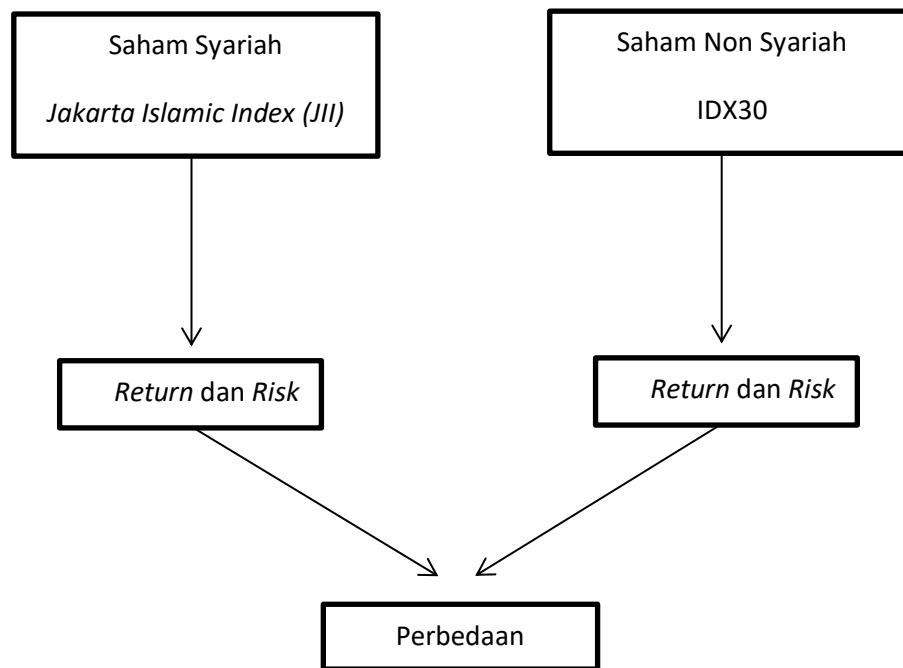 Saham Syariah
Jakarta Islamic Index (JII)
Saham Non Syariah
IDX30
Return dan Risk
Return dan Risk
Perbedaan